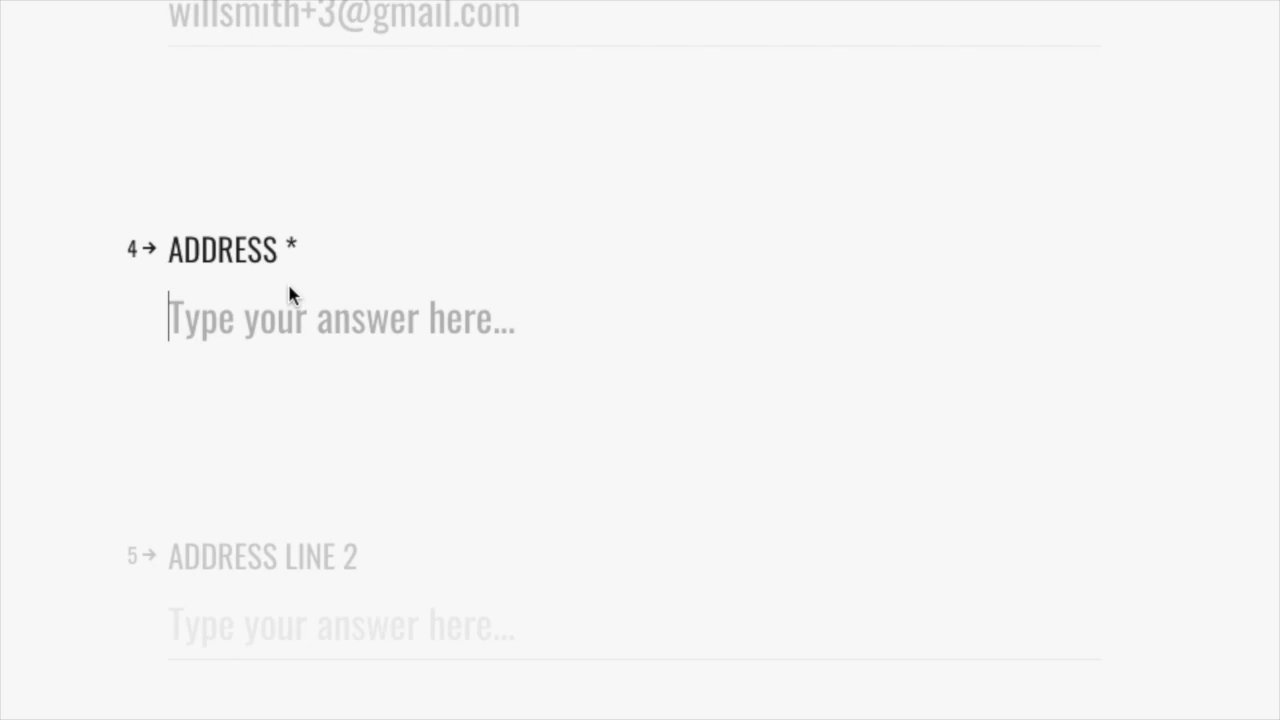 willsmith+3@gmail.com
4→ ADDRESS *
Type your answer here...
5→ ADDRESS LINE 2
Type your answer here...